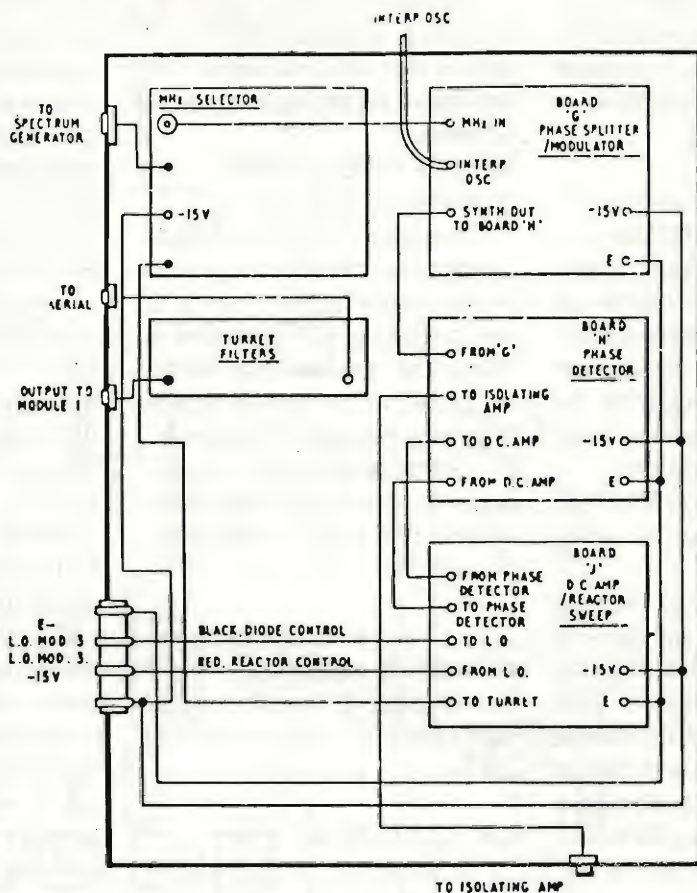 INTERP OSC
TO
SPECTRUM
GENERATOR
MHz SELECTOR
-15V
TO
SERIAL
OUTPUT TO
MODULE 1
TURRET
FILTERS
BOARD
'G'
PHASE SPLITTER
/MODULATOR
MHz IN
INTERP
OSC
SYNTH OUT
TO BOARD 'H'
-15V
E
BOARD
'H'
PHASE
DETECTOR
FROM 'G'
TO ISOLATING
AMP
TO D.C. AMP
-15V
FROM D.C. AMP
E
BOARD
'J'
D C AMP
/REACTOR
SWEEP
FROM PHASE
DETECTOR
TO PHASE
DETECTOR
TO L O
FROM L O.
-15V
TO TURRET
E
E-
L.O. MOD 3
L.O. MOD. 3.
-15V
BLACK, DIODE CONTROL
RED, REACTOR CONTROL
TO ISOLATING AMP